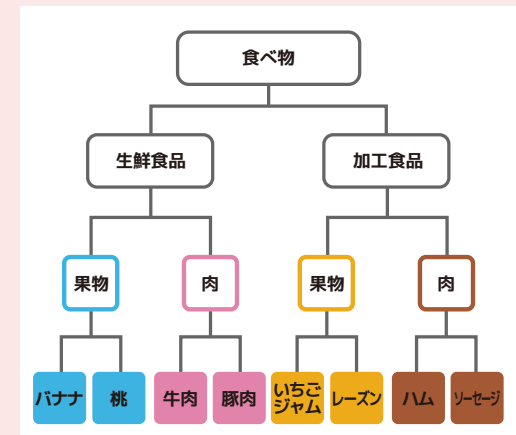 食べ物
生鮮食品
加工食品
果物
肉
果物
肉
バナナ
桃
牛肉
豚肉
いちご
ジャム
レーズン
ハム
ソーセージ